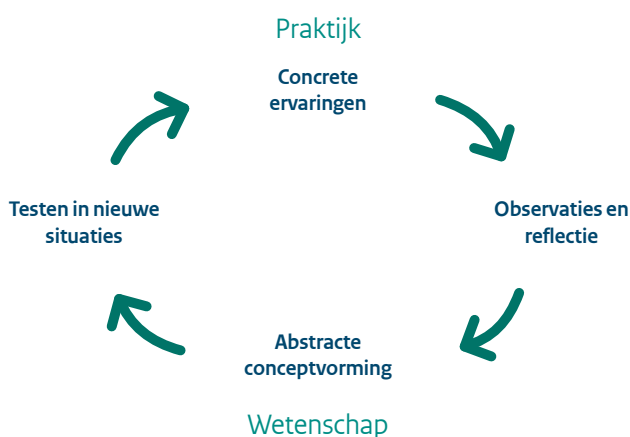 Praktijk
Concrete
ervaringen
Testen in nieuwe
situaties
Observaties en
reflectie
Abstracte
conceptvorming
Wetenschap